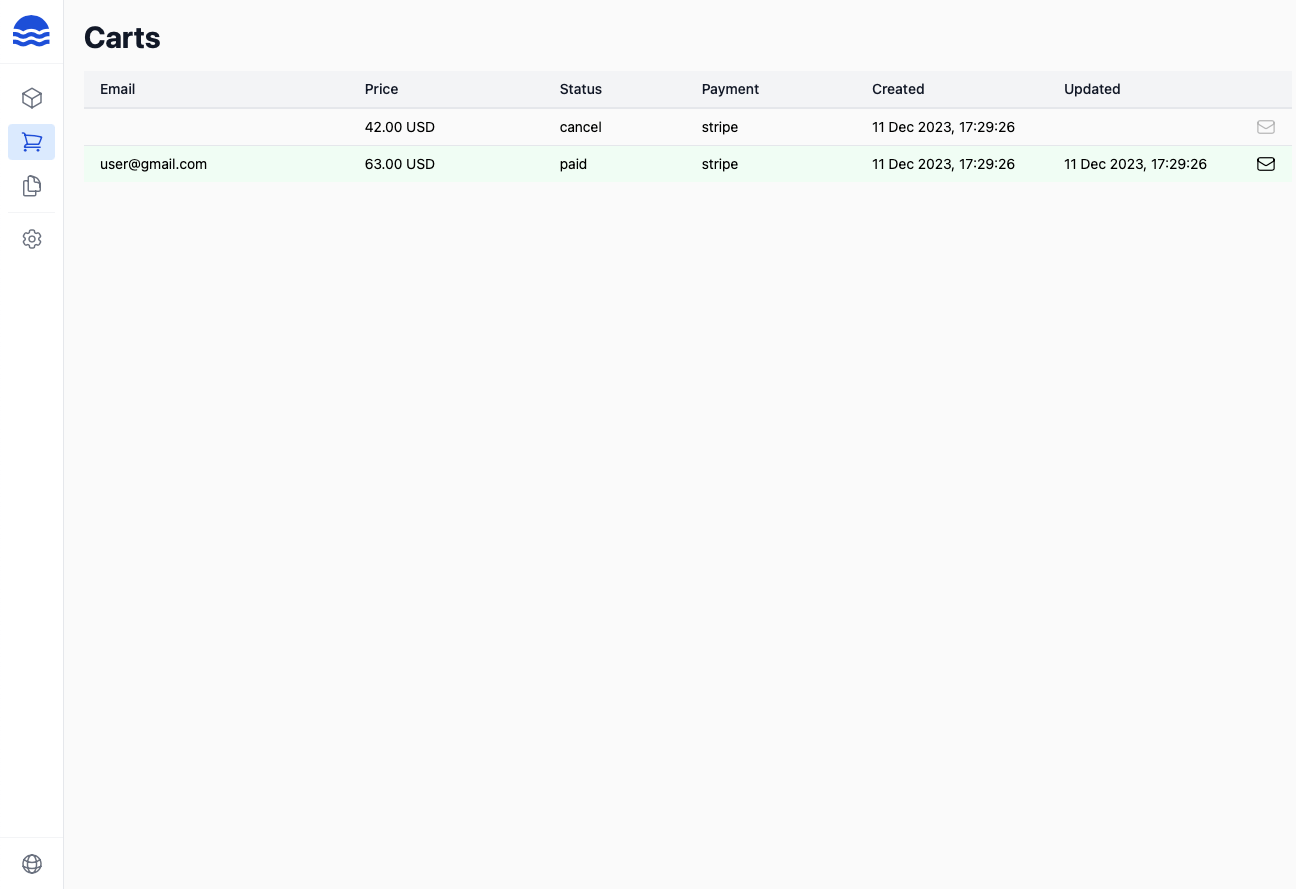 Carts
Email Price Status Payment Created Updated
42.00 USD cancel stripe 11 Dec 2023, 17:29:26
user@gmail.com 63.00 USD paid stripe 11 Dec 2023, 17:29:26 11 Dec 2023, 17:29:26